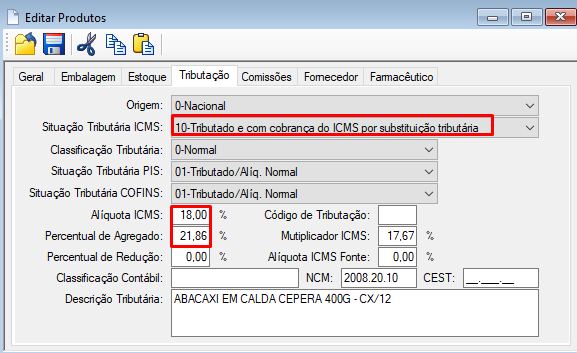 Editar Produtos
Geral Embalagem Estoque Tributação Comissões Fornecedor Farmacêutico
Origem: 0-Nacional
Situação Tributária ICMS: 10-Tributado e com cobrança do ICMS por substituição tributária
Classificação Tributária: 0-Normal
Situação Tributária PIS: 01-Tributado/Alíq. Normal
Situação Tributária COFINS: 01-Tributado/Alíq. Normal
Alíquota ICMS: 18,00 % Código de Tributação:
Percentual de Agregado: 21,86 % Mutiplicador ICMS: 17,67 %
Percentual de Redução: 0,00 % Alíquota ICMS Fonte: 0,00 %
Classificação Contábil: NCM: 2008.20.10 CEST: __.___.__
Descrição Tributária: ABACAXI EM CALDA CEPERA 400G - CX/12